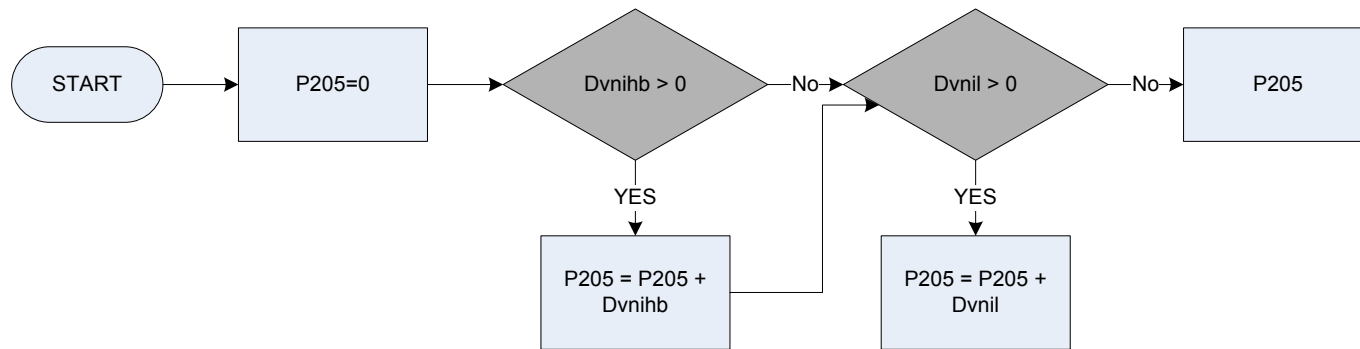 START
P205=0
Dvnihb > 0
No
Dvnil > 0
No
P205
YES
YES
P205 = P205 +
Dvnihb
P205 = P205 +
Dvnil